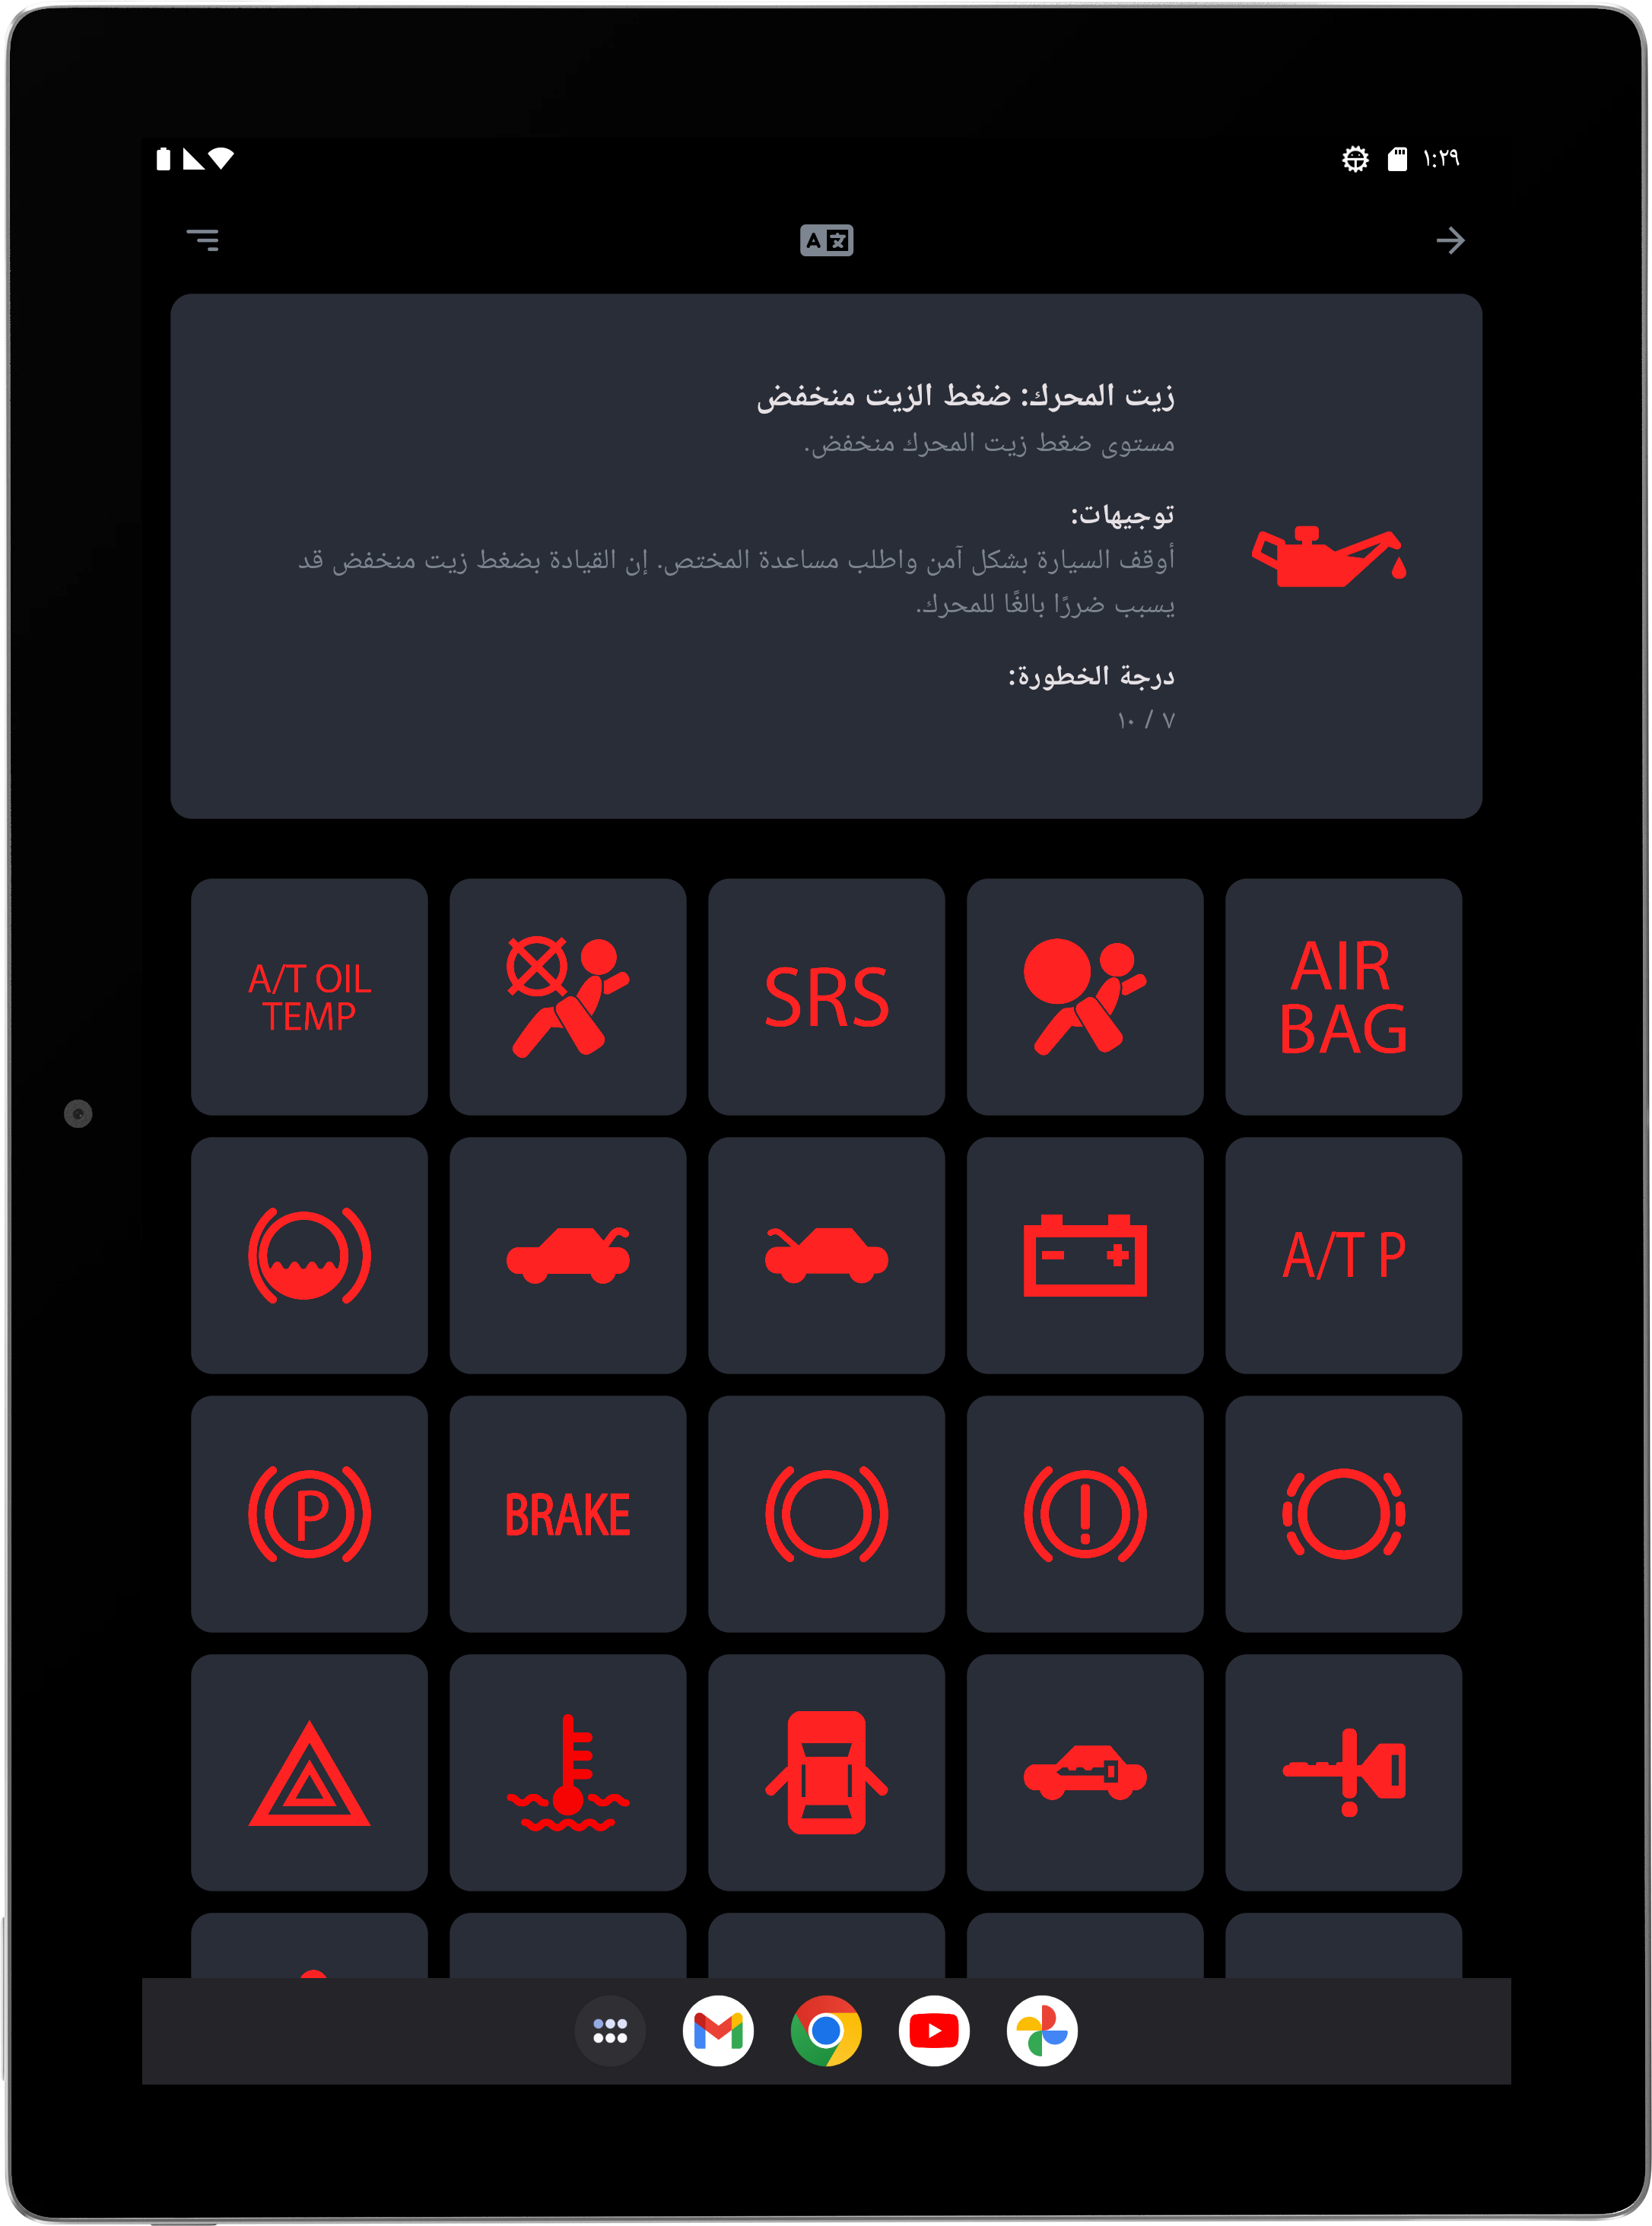 ١:٢٩
A
زيت المحرك: ضغط الزيت منخفض
مستوى ضغط زيت المحرك منخفض.
توجيهات:
أوقف السيارة بشكل آمن واطلب مساعدة المختص. إن القيادة بضغط زيت منخفض قد
يسبب ضررًا بالغًا للمحرك.
درجة الخطورة:
٧ / ١٠
AIR
BAG
SRS
A/T OIL
TEMP
A/T P
BRAKE
P